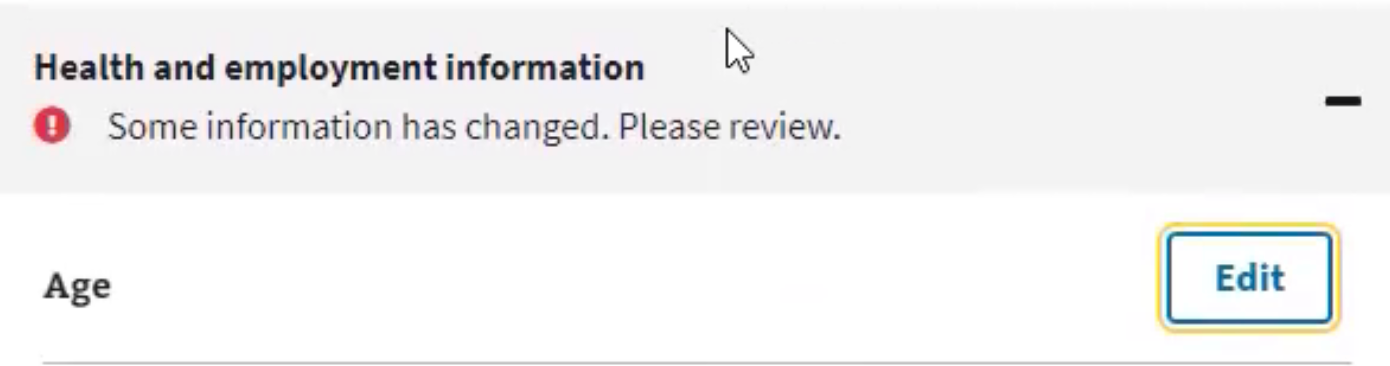 Health and employment information
Some information has changed. Please review.
Age
Edit